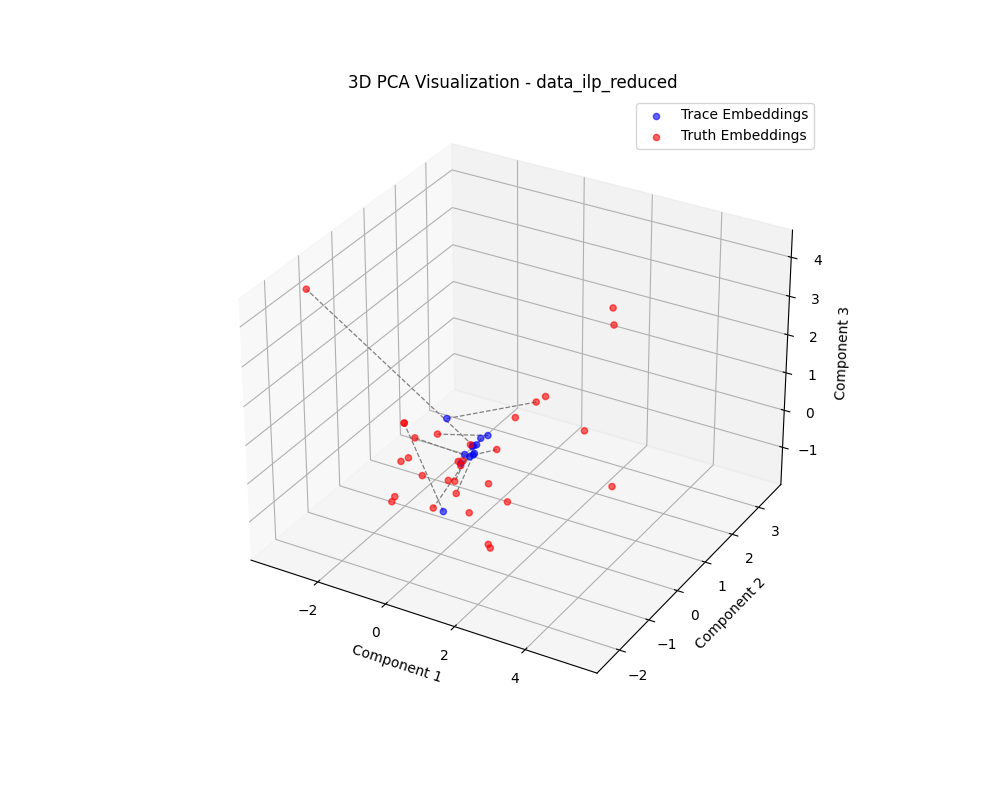 3D PCA Visualization - data_ilp_reduced
Trace Embeddings
Truth Embeddings
4
3
2
1
0
−1
Component 3
3
2
1
0
−1
−2
Component 2
−2
0
2
4
Component 1